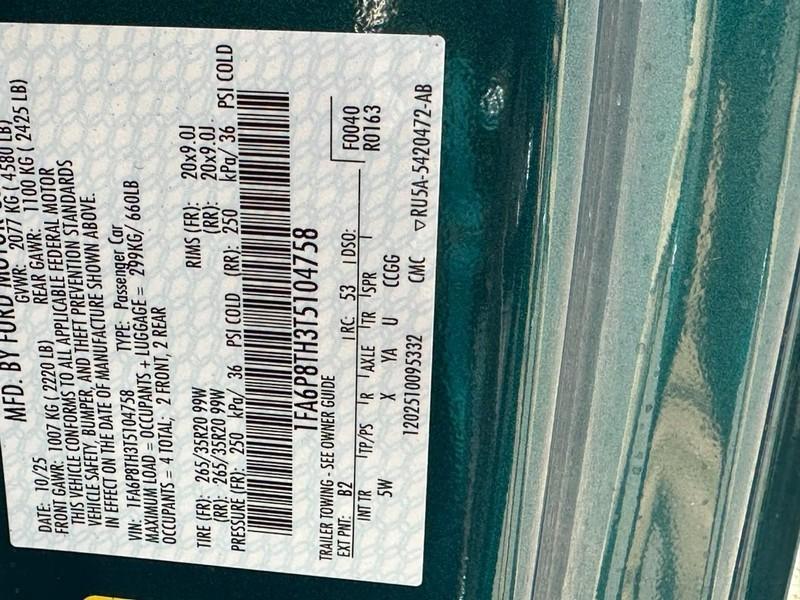 MFD. BY FORD MOTOR
DATE: 10/25 GVWR: 2077 KG ( 4580 LB)
FRONT GAWR: 1007 KG ( 2220 LB) REAR GAWR: 1100 KG ( 2425 LB)
THIS VEHICLE CONFORMS TO ALL APPLICABLE FEDERAL MOTOR
VEHICLE SAFETY, BUMPER, AND THEFT PREVENTION STANDARDS
IN EFFECT ON THE DATE OF MANUFACTURE SHOWN ABOVE.
VIN: 1FA6P8TH3T5104758 TYPE: Passenger Car
MAXIMUM LOAD = OCCUPANTS + LUGGAGE = 299KG/ 660LB
OCCUPANTS = 4 TOTAL; 2 FRONT, 2 REAR
TIRE (FR): 265/35R20 99W RIMS (FR): 20x9.0J
(RR): 265/35R20 99W (RR): 20x9.0J
PRESSURE (FR): 250 kPa/ 36 PSI COLD (RR): 250 kPa/ 36 PSI COLD
1FA6P8TH3T5104758
TRAILER TOWING - SEE OWNER GUIDE F0040
EXT PNT: B2 RC: 53 DSO: R0163
INT TR TP/PS R AXLE TR SPR
5W X YA U CCGG
1202510095332 CMC ▽RU5A-5420472-AB